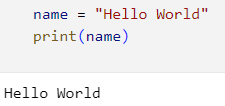 name = "Hello World"
print(name)
Hello World